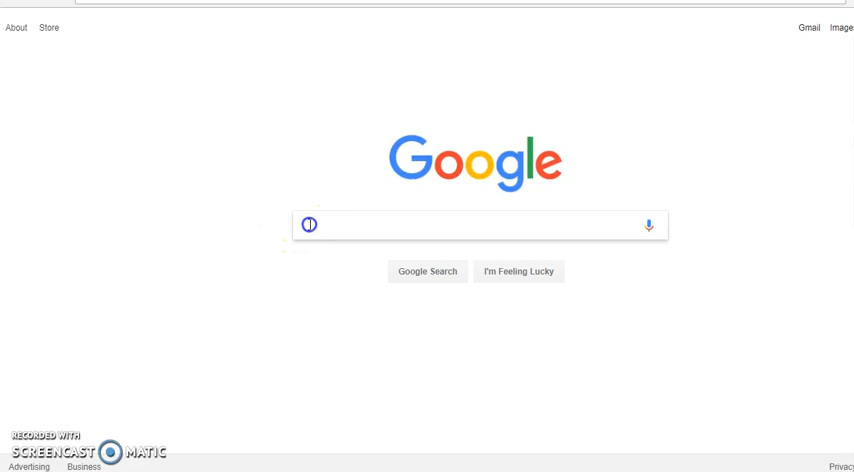 About Store Gmail Image
Google
Google Search I'm Feeling Lucky
RECORDED WITH
SCREENCAST MATIC
Advertising Business Privac